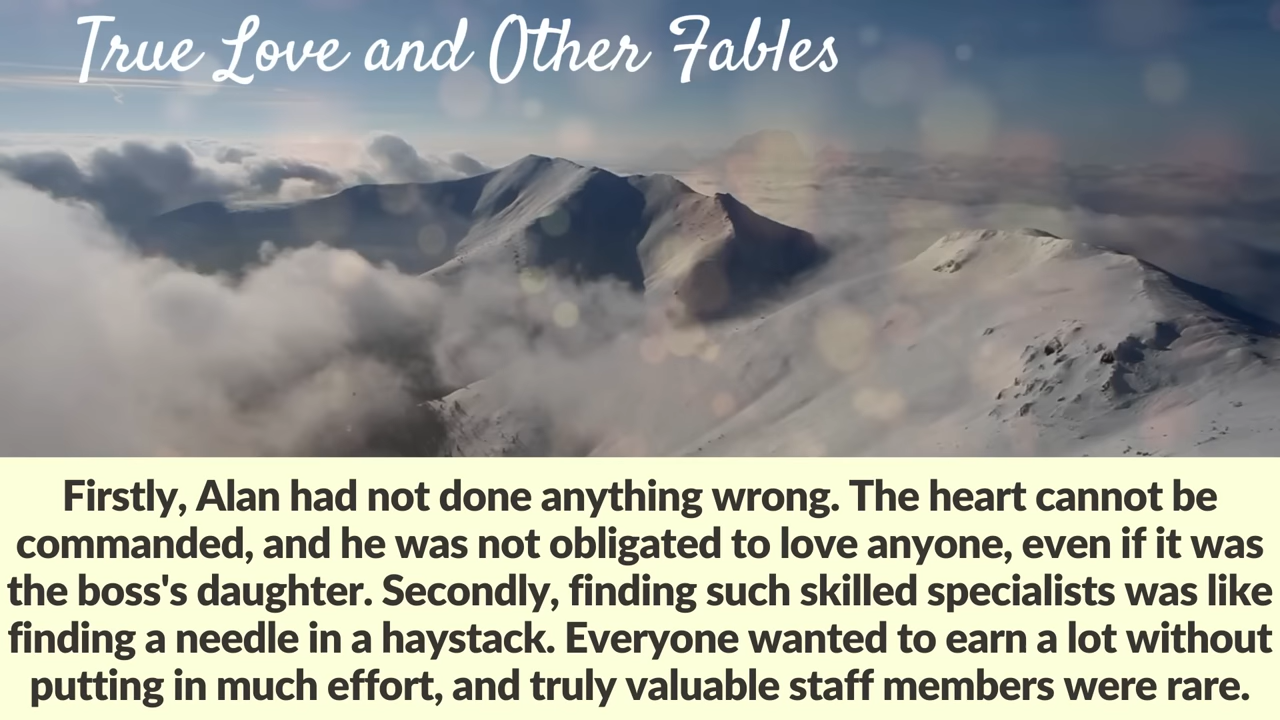 True Love and Other Fables
Firstly, Alan had not done anything wrong. The heart cannot be
commanded, and he was not obligated to love anyone, even if it was
the boss's daughter. Secondly, finding such skilled specialists was like
finding a needle in a haystack. Everyone wanted to earn a lot without
putting in much effort, and truly valuable staff members were rare.